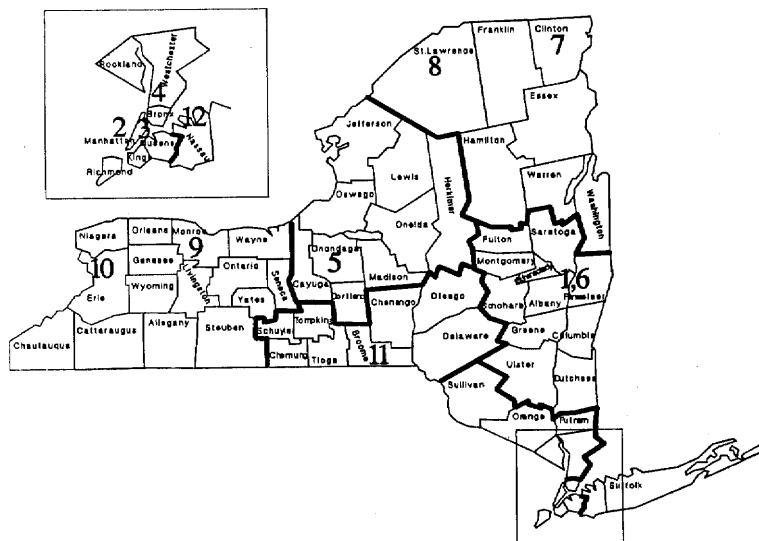 Franklin
Clinton
7
St.Lawrence
8
Rockland
Westchester
4
Bronx
2
3
12
Manhattan
Queens
Nassau
Kings
Richmond
Essex
Jefferson
Hamilton
Lewis
Herkimer
Warren
Washington
Oswego
Oneida
Niagara
Orleans
Monroe
9
Wayne
Onondaga
Fulton
Saratoga
Montgomery
10
Genesee
Ontario
5
Madison
Seneca
Cayuga
Schenectady
1,6
Livingston
Wyoming
Erie
Yates
Cortland
Chenango
Otsego
Schoharie
Albany
Rensselaer
Chautauqua
Cattaraugus
Allegany
Steuben
Schuyler
Tompkins
Broome
11
Delaware
Greene
Columbia
Chemung
Tioga
Ulster
Sullivan
Dutchess
Orange
Putnam
Suffolk